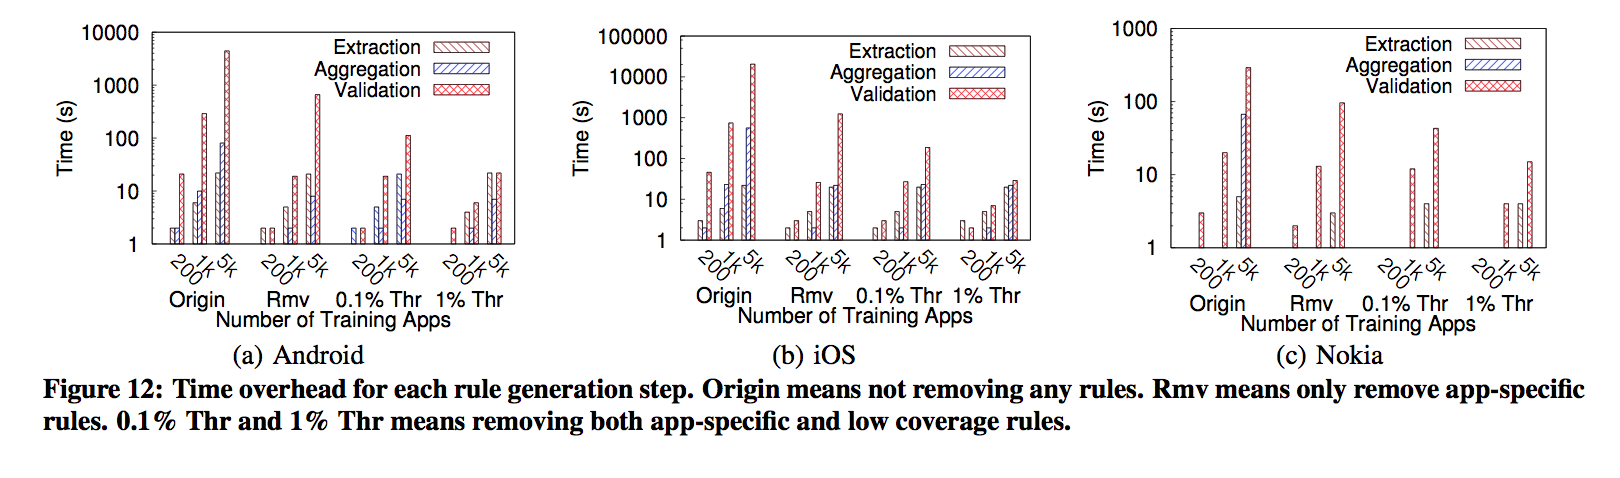 10000
1000
100
10
1
Time (s)
Extraction
Aggregation
Validation
200 1k 5k 200 1k 5k 200 1k 5k 200 1k 5k
Origin Rmv 0.1% Thr 1% Thr
Number of Training Apps
(a) Android
100000
10000
1000
100
10
1
Time (s)
Extraction
Aggregation
Validation
200 1k 5k 200 1k 5k 200 1k 5k 200 1k 5k
Origin Rmv 0.1% Thr 1% Thr
Number of Training Apps
(b) iOS
1000
100
10
1
Time (s)
Extraction
Aggregation
Validation
200 1k 5k 200 1k 5k 200 1k 5k 200 1k 5k
Origin Rmv 0.1% Thr 1% Thr
Number of Training Apps
(c) Nokia
Figure 12: Time overhead for each rule generation step. Origin means not removing any rules. Rmv means only remove app-specific
rules. 0.1% Thr and 1% Thr means removing both app-specific and low coverage rules.